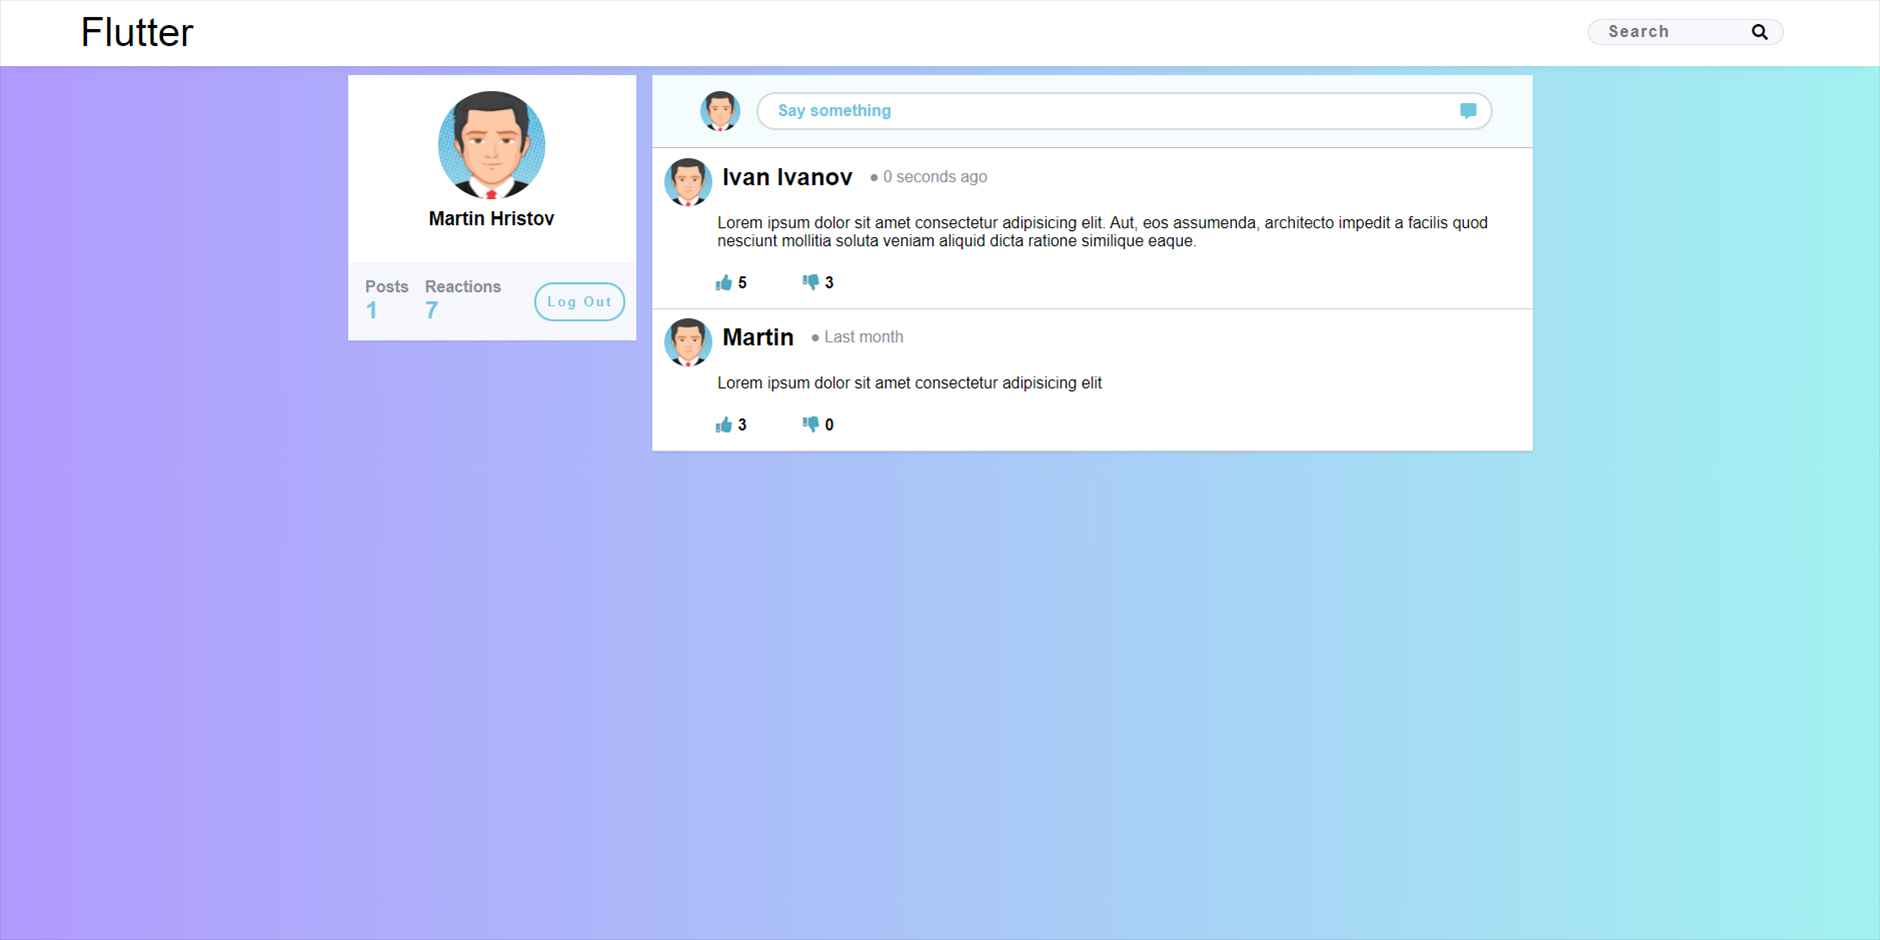 Flutter
Search
Martin Hristov
Posts
1
Reactions
7
Log Out
Say something
Ivan Ivanov ● 0 seconds ago
Lorem ipsum dolor sit amet consectetur adipisicing elit. Aut, eos assumenda, architecto impedit a facilis quod
nesciunt mollitia soluta veniam aliquid dicta ratione similique eaque.
5 3
Martin ● Last month
Lorem ipsum dolor sit amet consectetur adipisicing elit
3 0